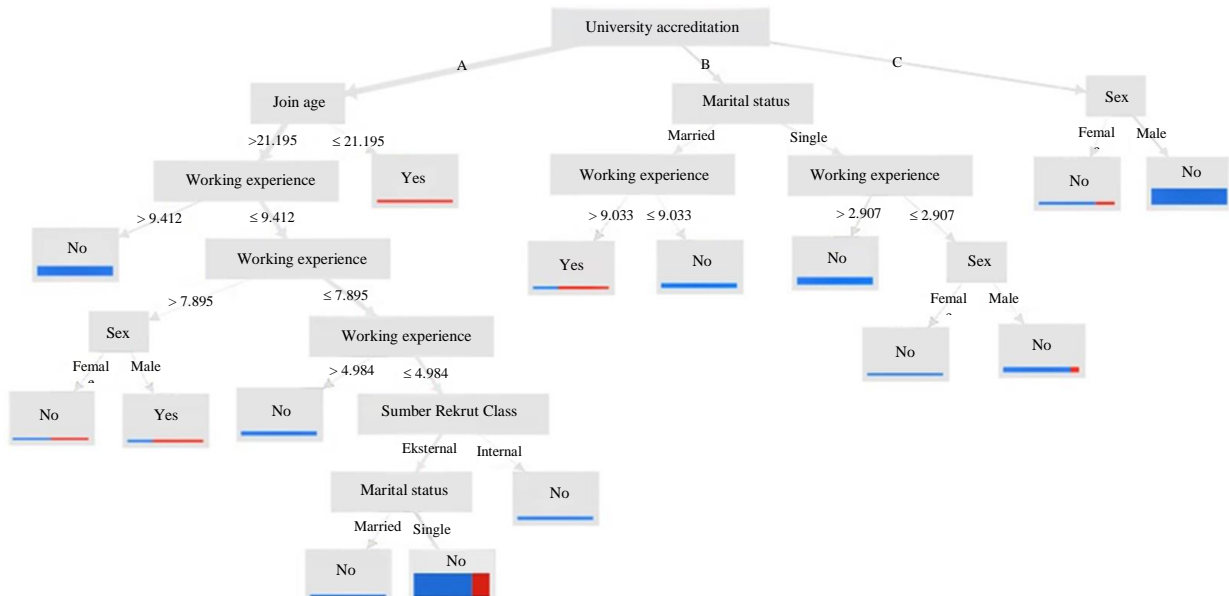 University accreditation
A
B
C
Join age
Marital status
Sex
>21.195
≤ 21.195
Married
Single
Femal
Male
Working experience
Yes
Working experience
Working experience
No
No
> 9.412
≤ 9.412
> 9.033
≤ 9.033
> 2.907
≤ 2.907
No
Working experience
Yes
No
No
Sex
> 7.895
≤ 7.895
Femal
Male
Sex
Working experience
No
No
Femal
Male
> 4.984
≤ 4.984
No
Yes
No
Sumber Rekrut Class
Eksternal
Internal
Marital status
No
Married
Single
No
No